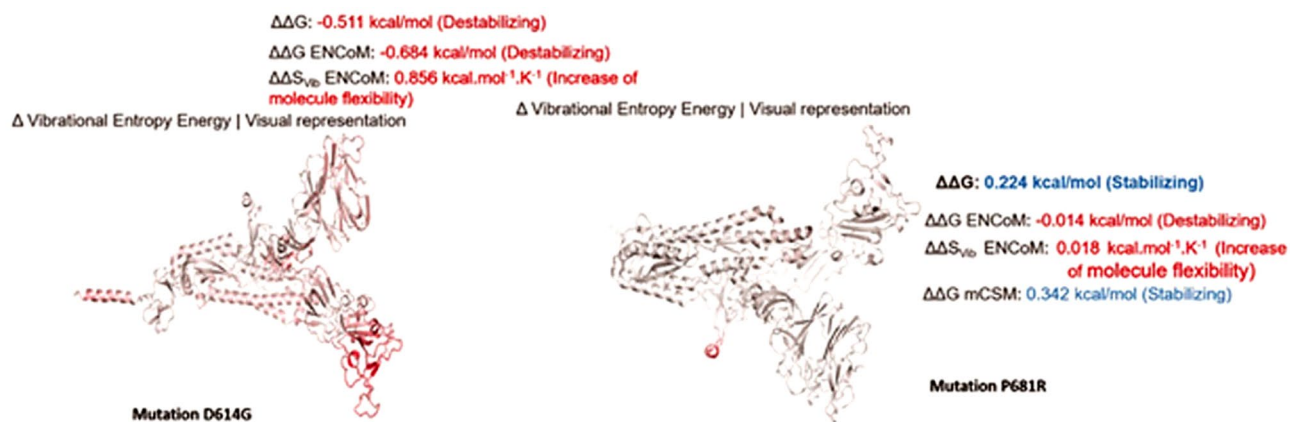 ΔΔG: -0.511 kcal/mol (Destabilizing)
ΔΔG ENCoM: -0.684 kcal/mol (Destabilizing)
ΔΔS_Vib ENCoM: 0.856 kcal.mol⁻¹.K⁻¹ (Increase of
molecule flexibility)
Δ Vibrational Entropy Energy | Visual representation
Mutation D614G
Δ Vibrational Entropy Energy | Visual representation
ΔΔG: 0.224 kcal/mol (Stabilizing)
ΔΔG ENCoM: -0.014 kcal/mol (Destabilizing)
ΔΔS_Vib ENCoM: 0.018 kcal.mol⁻¹.K⁻¹ (Increase
of molecule flexibility)
ΔΔG mCSM: 0.342 kcal/mol (Stabilizing)
Mutation P681R